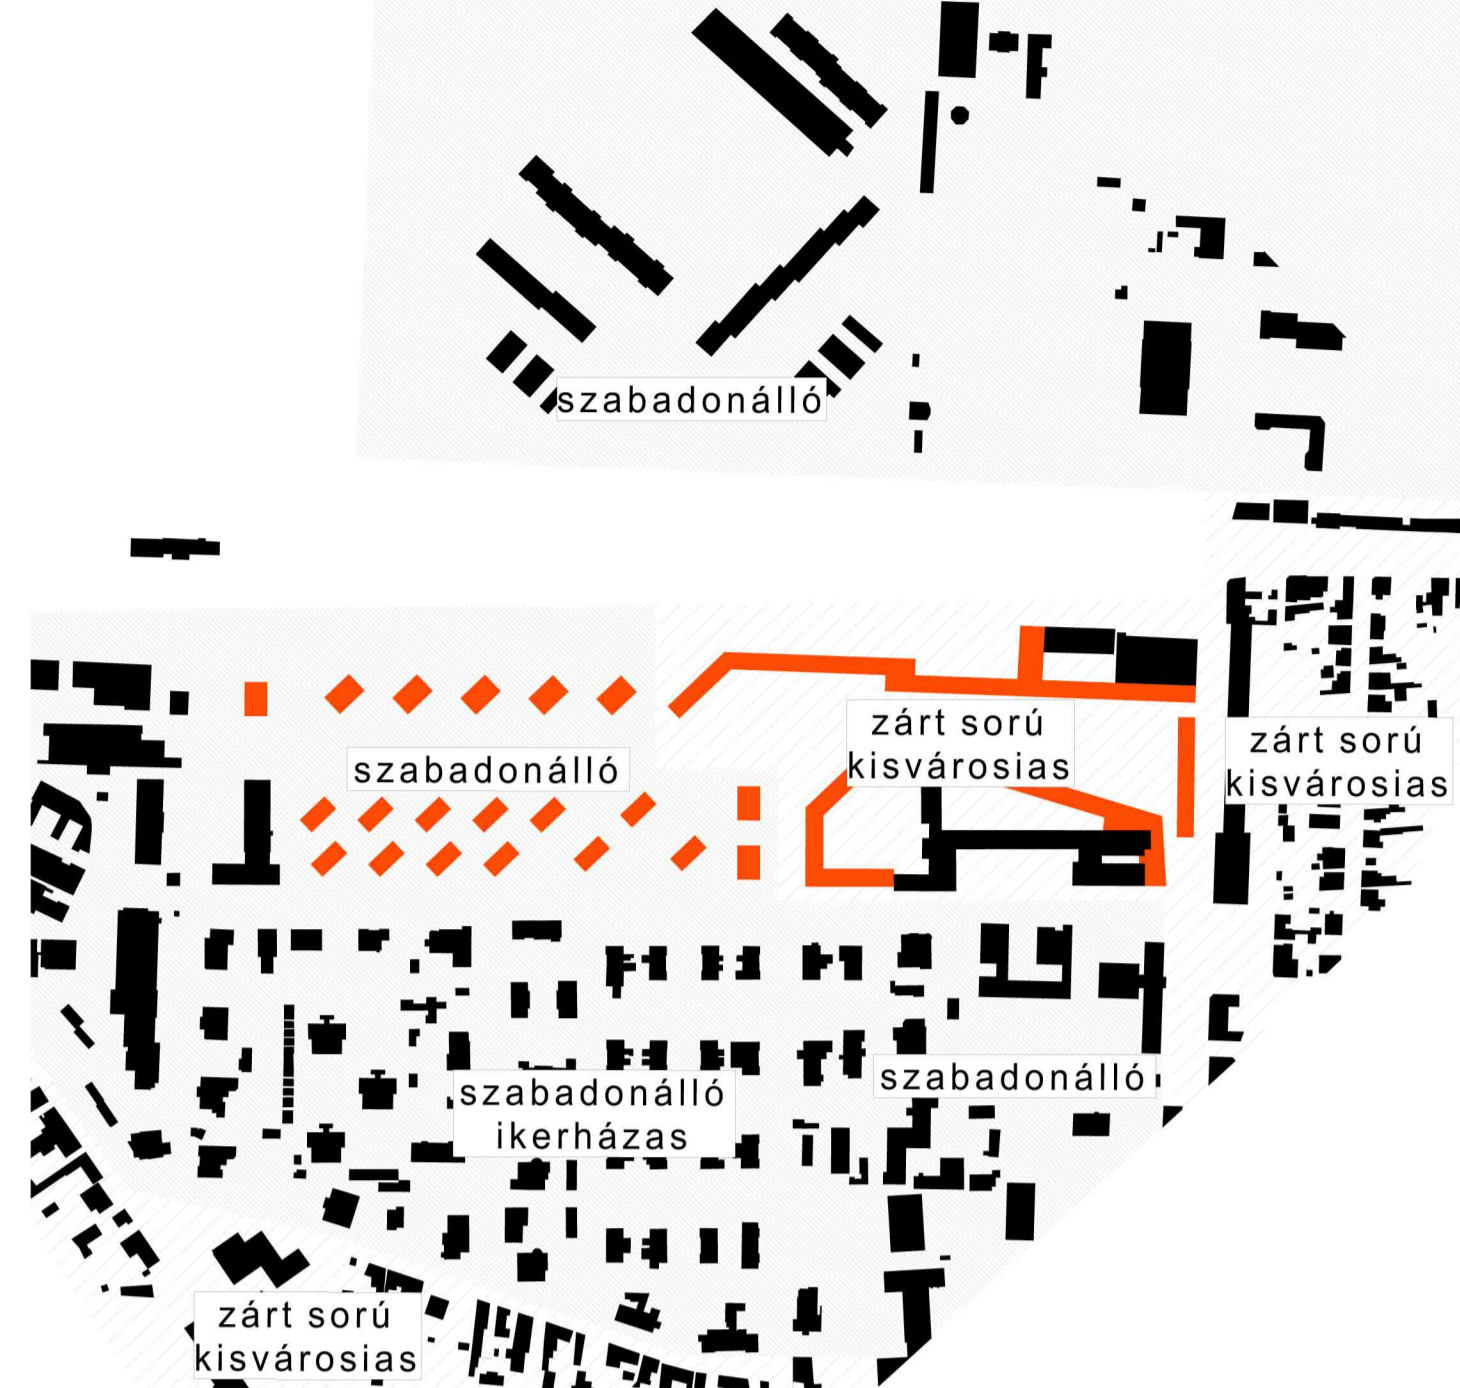 szabadonálló
zárt sorú
kisvárosias
zárt sorú
kisvárosias
szabadonálló
szabadonálló
szabadonálló
ikerházas
zárt sorú
kisvárosias